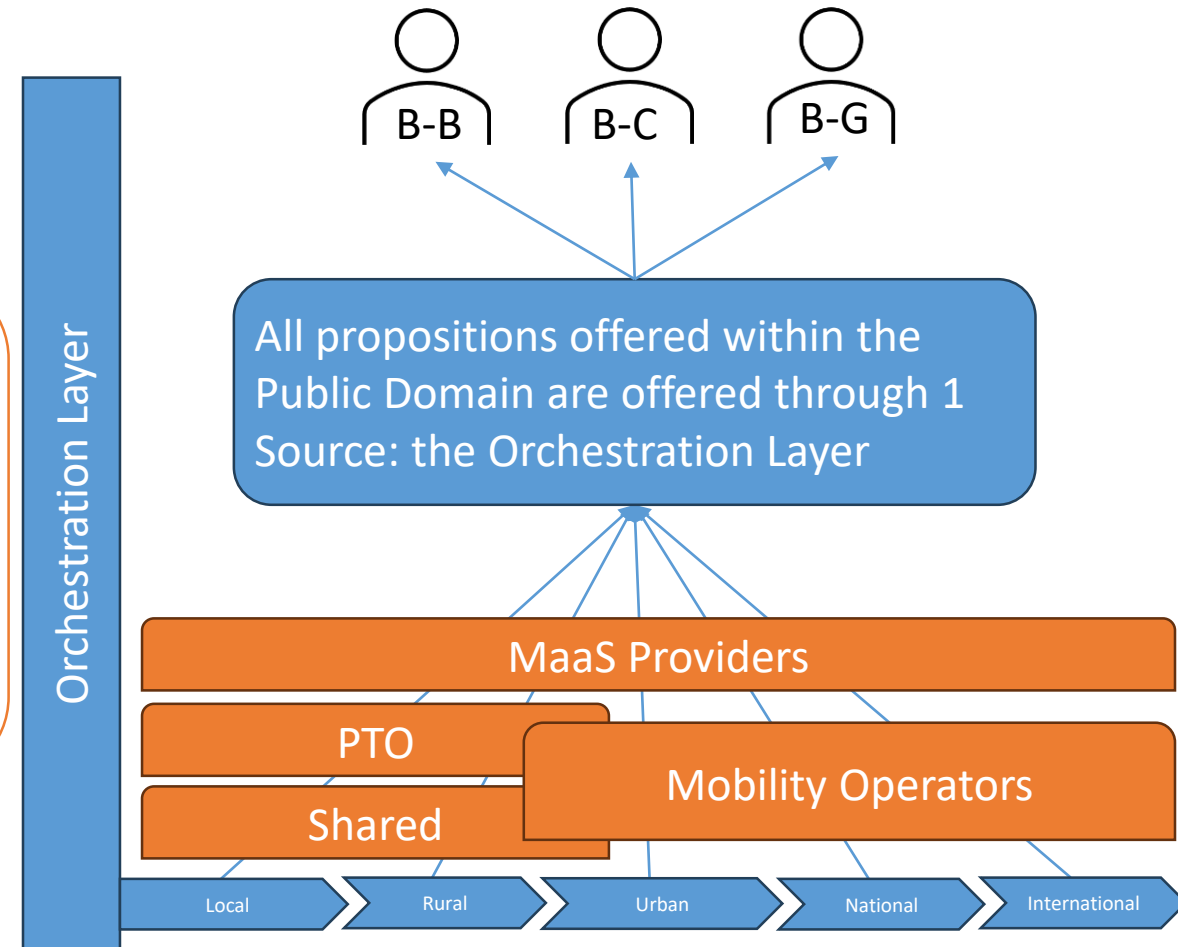 B-B
B-C
B-G
Orchestration Layer
All propositions offered within the
Public Domain are offered through 1
Source: the Orchestration Layer
MaaS Providers
PTO
Mobility Operators
Shared
Local
Rural
Urban
National
International